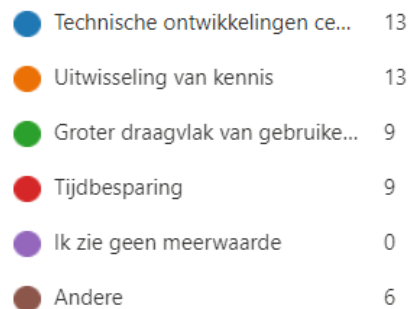 Technische ontwikkelingen ce... 13
Uitwisseling van kennis 13
Groter draagvlak van gebruike... 9
Tijdbesparing 9
Ik zie geen meerwaarde 0
Andere 6